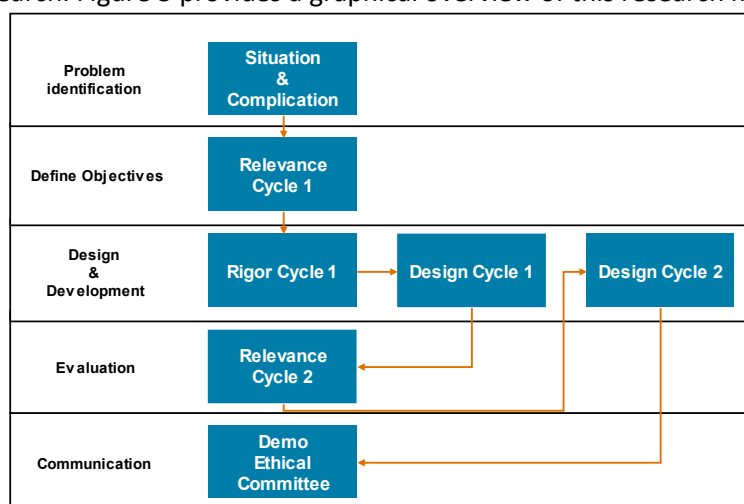 Problem
identification
Situation
&
Complication
Define Objectives
Relevance
Cycle 1
Design
&
Development
Rigor Cycle 1
Design Cycle 1
Design Cycle 2
Evaluation
Relevance
Cycle 2
Communication
Demo
Ethical
Committee